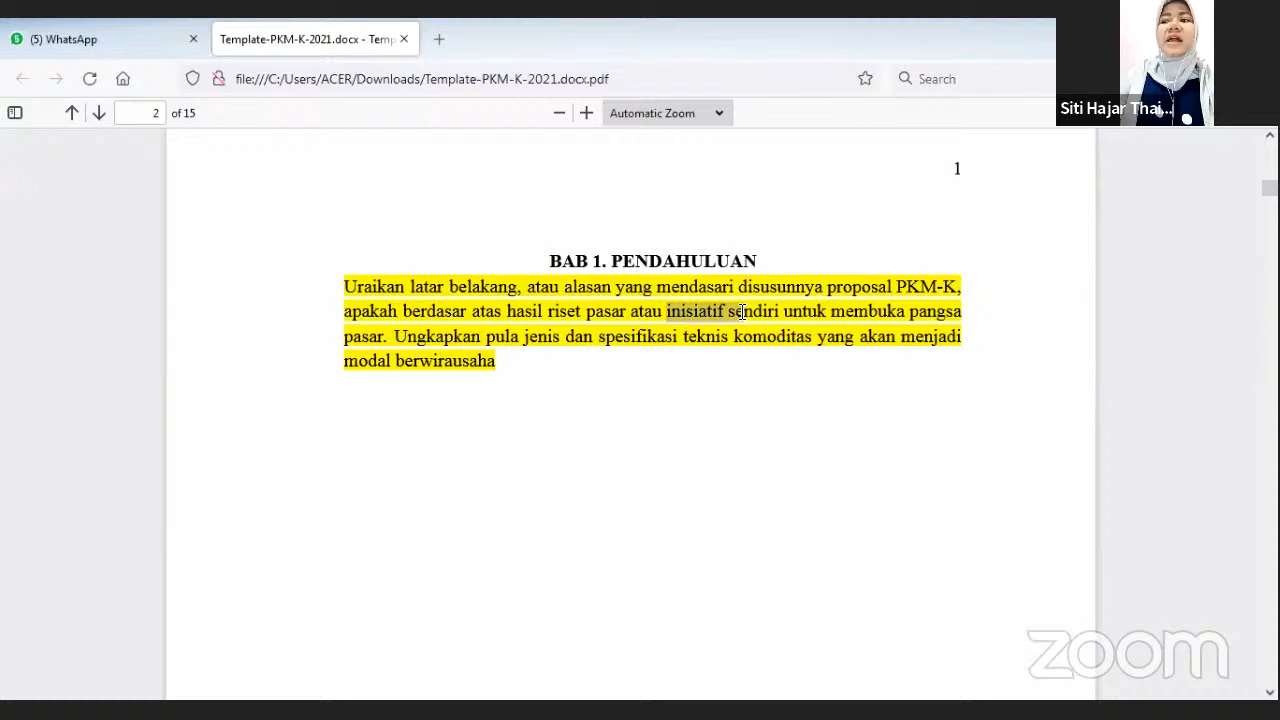 (5) WhatsApp
Template-PKM-K-2021.docx - Temp
file:///C:/Users/ACER/Downloads/Template-PKM-K-2021.docx.pdf
Search
2 of 15
Automatic Zoom
Siti Hajar Thai...
1
BAB 1. PENDAHULUAN
Uraikan latar belakang, atau alasan yang mendasari disusunnya proposal PKM-K,
apakah berdasar atas hasil riset pasar atau inisiatif sendiri untuk membuka pangsa
pasar. Ungkapkan pula jenis dan spesifikasi teknis komoditas yang akan menjadi
modal berwirausaha
zoom